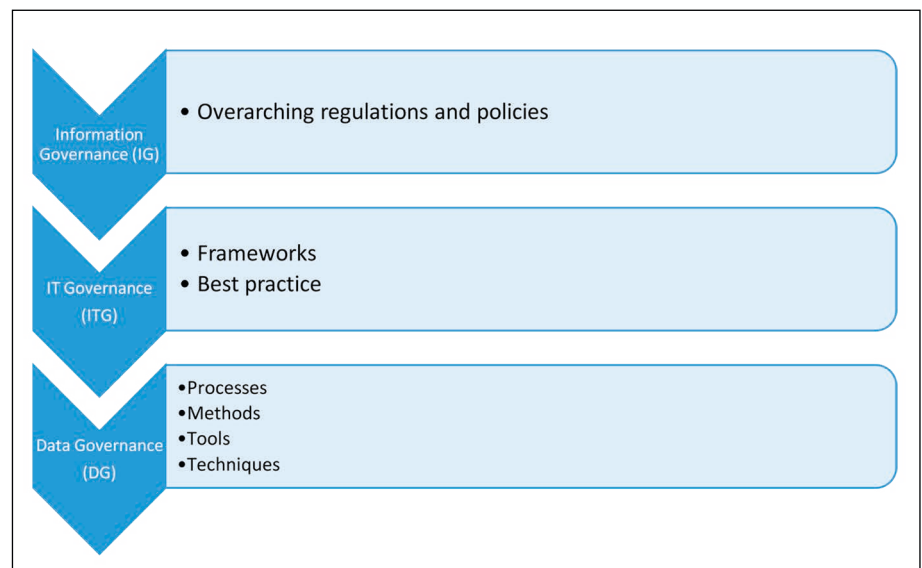 Information
Governance (IG)
• Overarching regulations and policies
IT Governance
(ITG)
• Frameworks
• Best practice
Data Governance
(DG)
•Processes
•Methods
•Tools
•Techniques